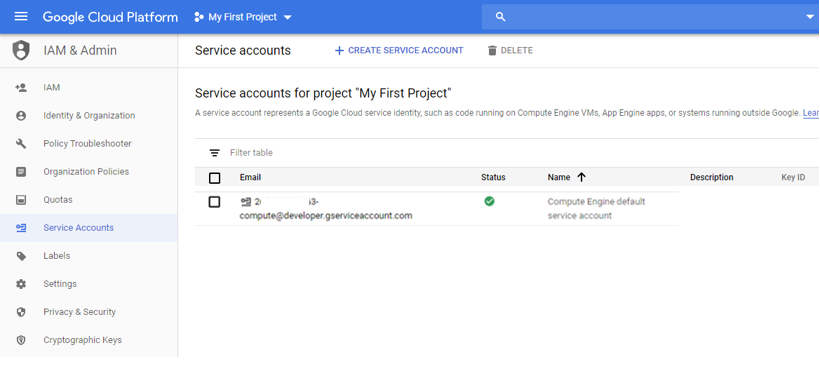 Google Cloud Platform
My First Project
IAM & Admin
Service accounts
CREATE SERVICE ACCOUNT
DELETE
IAM
Identity & Organization
Policy Troubleshooter
Organization Policies
Quotas
Service Accounts
Labels
Settings
Privacy & Security
Cryptographic Keys
Service accounts for project "My First Project"
A service account represents a Google Cloud service identity, such as code running on Compute Engine VMs, App Engine apps, or systems running outside Google. Lear
Filter table
Email Status Name Description Key ID
compute@developer.gserviceaccount.com
Compute Engine default
service account